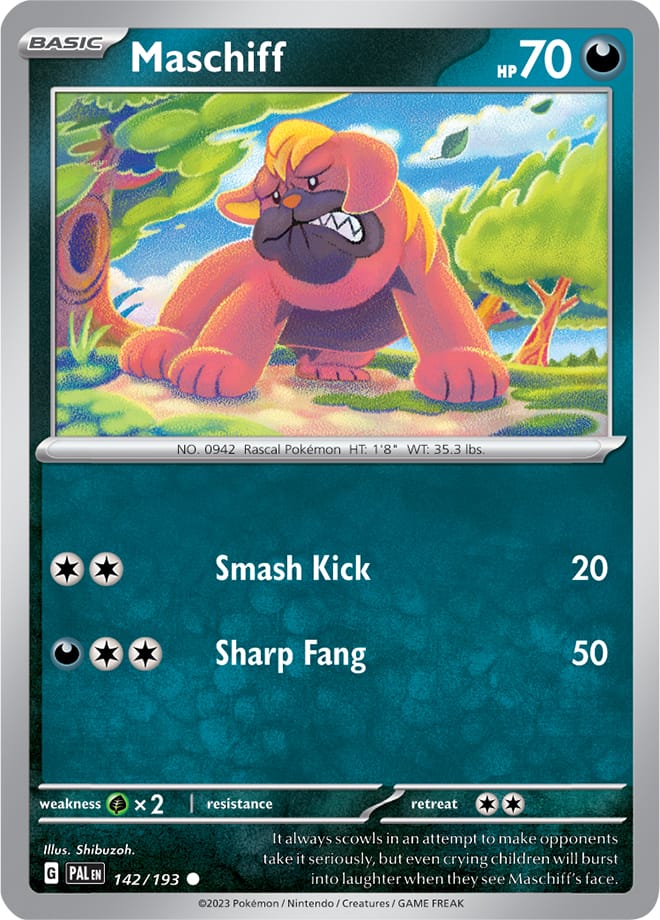 BASIC
Maschiff
HP 70
NO. 0942 Rascal Pokémon HT: 1'8" WT: 35.3 lbs.
Smash Kick 20
Sharp Fang 50
weakness ×2 resistance retreat
Illus. Shibuzoh.
G PAL EN 142/193
It always scowls in an attempt to make opponents
take it seriously, but even crying children will burst
into laughter when they see Maschiff's face.
©2023 Pokémon / Nintendo / Creatures / GAME FREAK